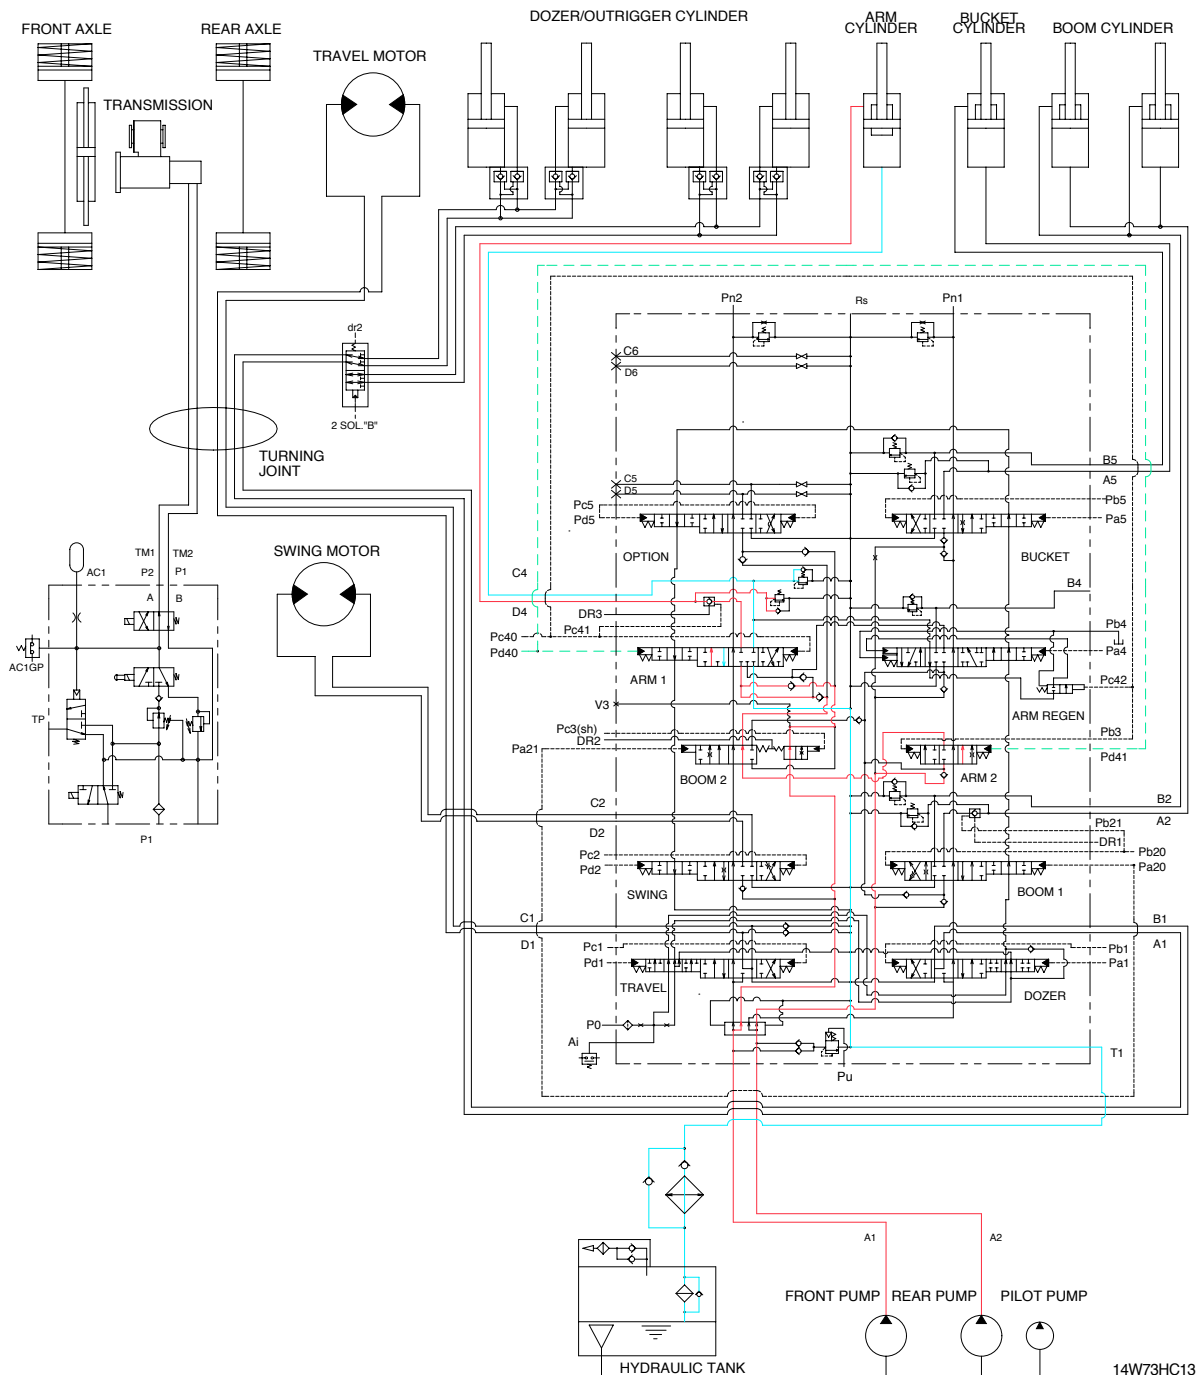 DOZER/OUTRIGGER CYLINDER
ARM
CYLINDER
BUCKET
CYLINDER
BOOM CYLINDER
FRONT AXLE
REAR AXLE
TRAVEL MOTOR
TRANSMISSION
Pn2
Rs
Pn1
dr2
C6
D6
2 SOL."B"
TURNING
JOINT
B5
A5
C5
D5
Pc5
Pd5
Pb5
Pa5
OPTION
BUCKET
SWING MOTOR
TM1
TM2
P2
P1
AC1
A
B
C4
B4
D4
DR3
Pc40
Pc41
Pd40
Pb4
Pa4
AC1GP
ARM 1
Pc42
ARM REGEN
V3
TP
Pc3(sh)
DR2
Pa21
Pb3
Pd41
BOOM 2
ARM 2
C2
B2
A2
D2
Pb21
DR1
P1
Pc2
Pd2
Pb20
Pa20
SWING
BOOM 1
C1
B1
D1
A1
Pc1
Pd1
Pb1
Pa1
TRAVEL
DOZER
P0
Ai
T1
Pu
A1
A2
FRONT PUMP
REAR PUMP
PILOT PUMP
HYDRAULIC TANK
14W73HC13